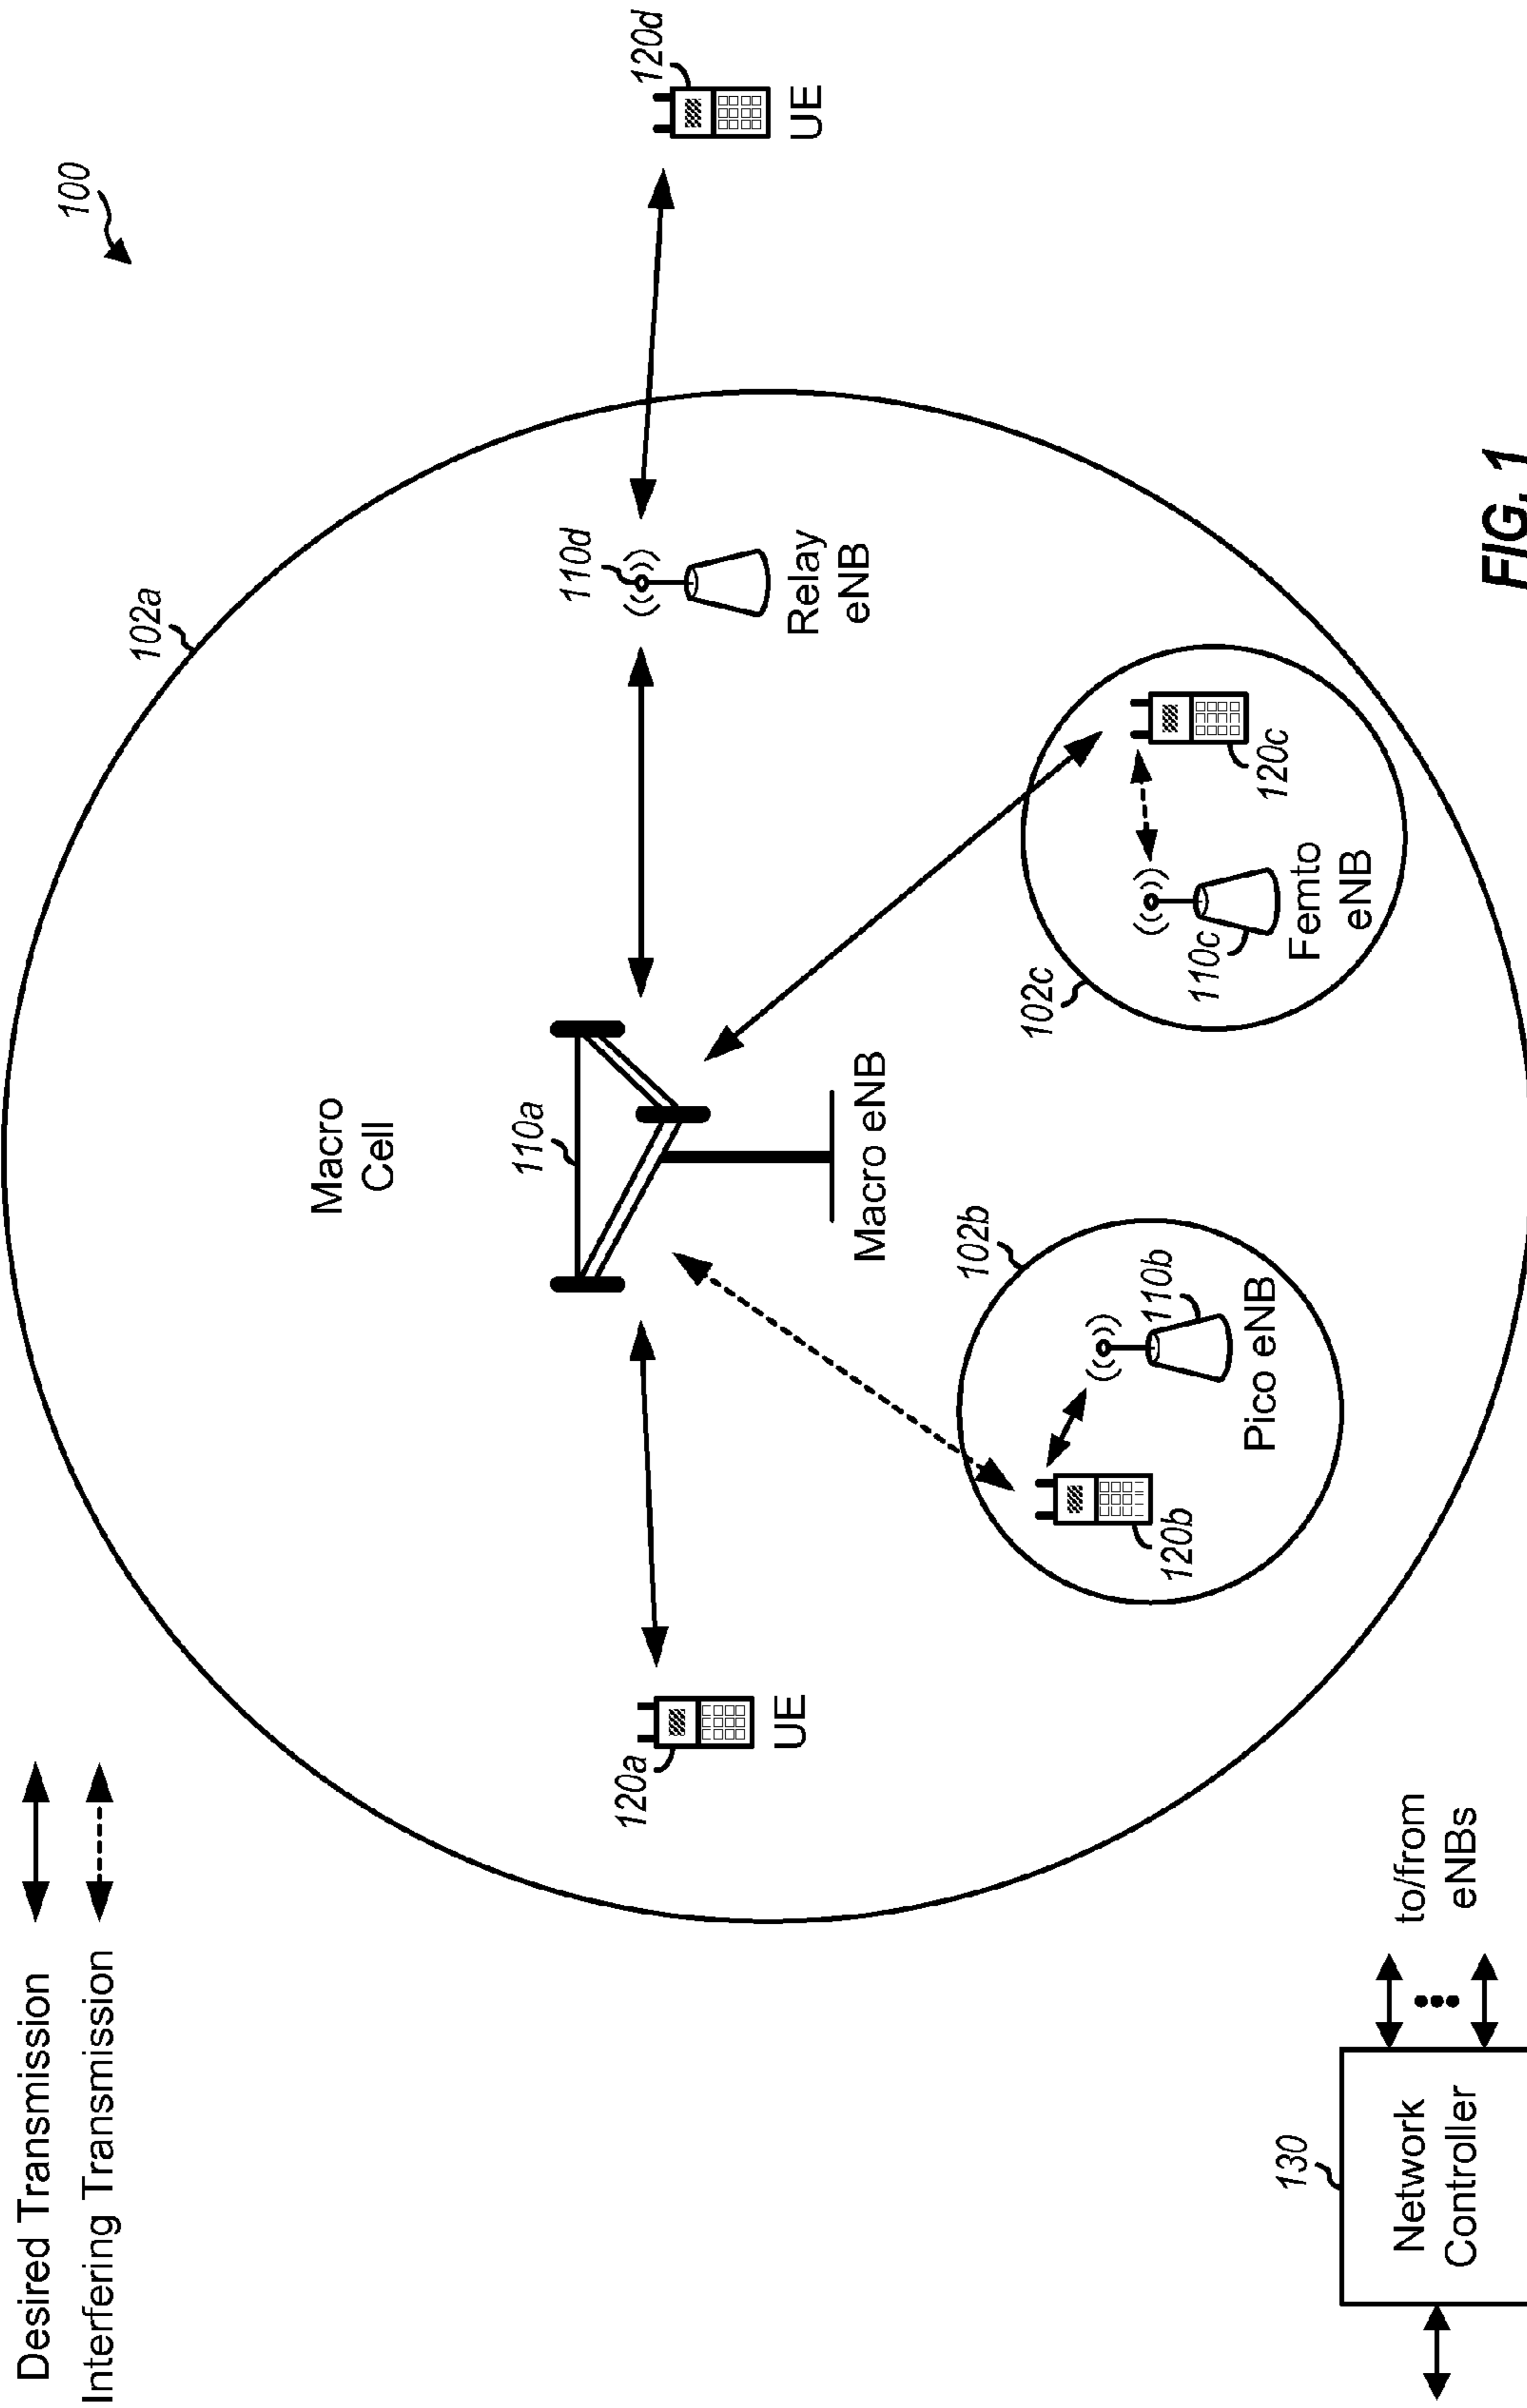 Desired Transmission
Interfering Transmission
100
102a
Macro
Cell
110a
110d
120a
UE
120d
UE
Relay
eNB
Macro eNB
102b
102c
120b
110b
Pico eNB
110c
120c
Femto
eNB
130
Network
Controller
to/from
eNBs
FIG. 1